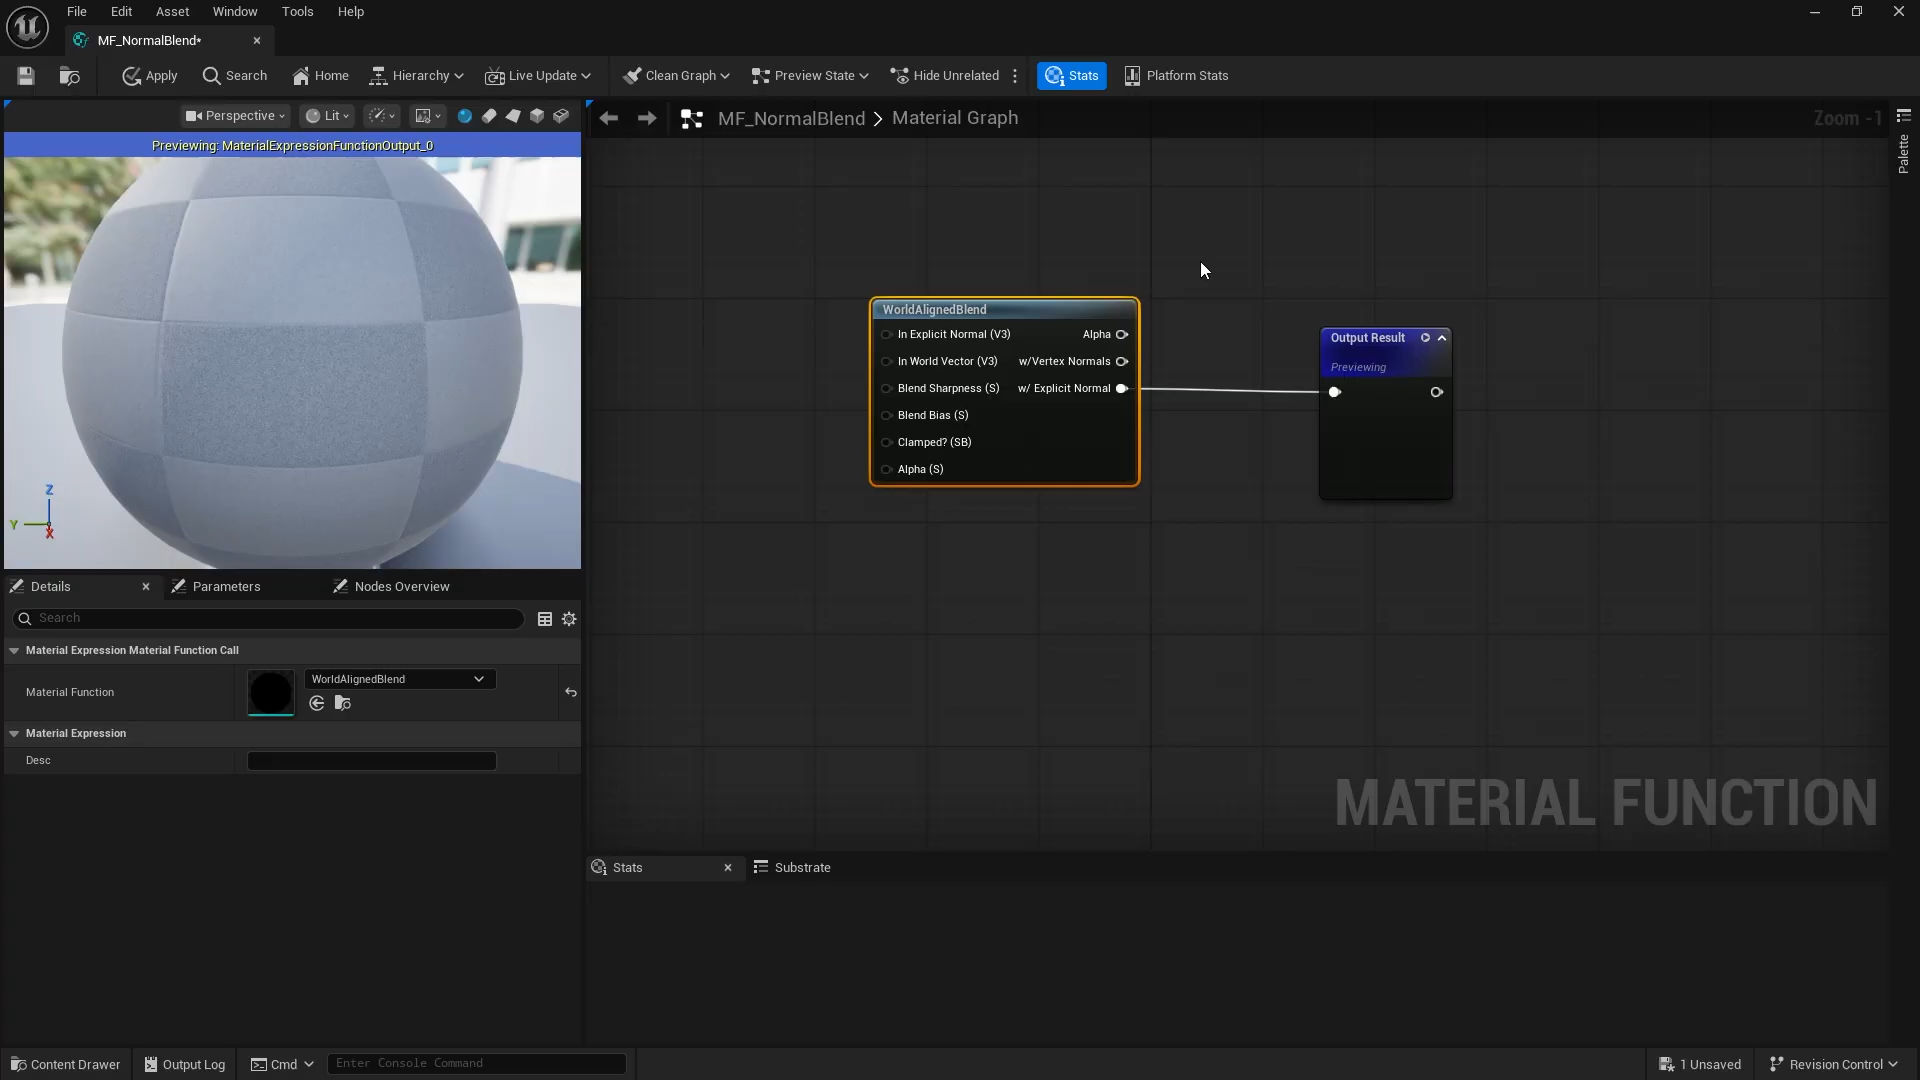 File Edit Asset Window Tools Help
MF_NormalBlend*
Apply Search Home Hierarchy Live Update Clean Graph Preview State Hide Unrelated Stats Platform Stats
Perspective Lit
MF_NormalBlend > Material Graph
Zoom -1
Palette
Previewing: MaterialExpressionFunctionOutput_0
WorldAlignedBlend
In Explicit Normal (V3) Alpha
In World Vector (V3) w/Vertex Normals
Blend Sharpness (S) w/ Explicit Normal
Blend Bias (S)
Clamped? (SB)
Alpha (S)
Output Result
Previewing
Z
Y
X
Details Parameters Nodes Overview
Search
Material Expression Material Function Call
Material Function WorldAlignedBlend
Material Expression
Desc
MATERIAL FUNCTION
Stats Substrate
Content Drawer Output Log Cmd Enter Console Command 1 Unsaved Revision Control